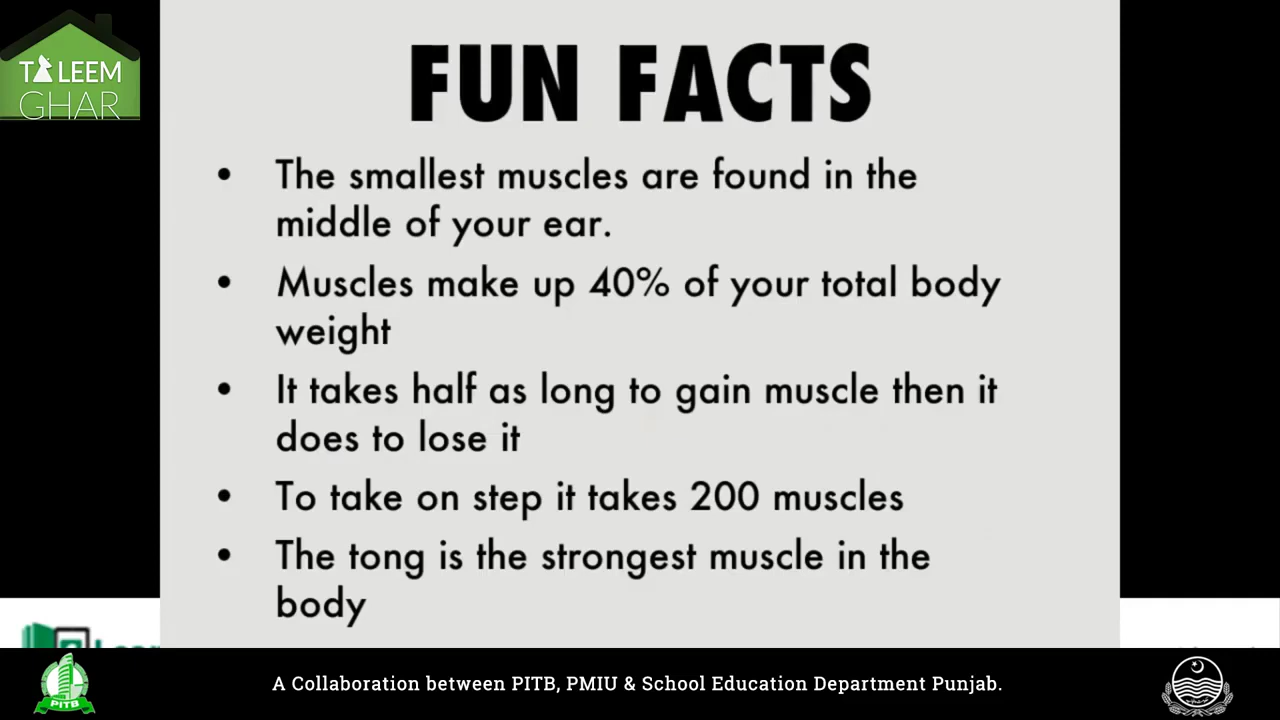 TALEEM
GHAR
FUN FACTS
• The smallest muscles are found in the
middle of your ear.
• Muscles make up 40% of your total body
weight
• It takes half as long to gain muscle then it
does to lose it
• To take on step it takes 200 muscles
• The tong is the strongest muscle in the
body
PITB
A Collaboration between PITB, PMIU & School Education Department Punjab.